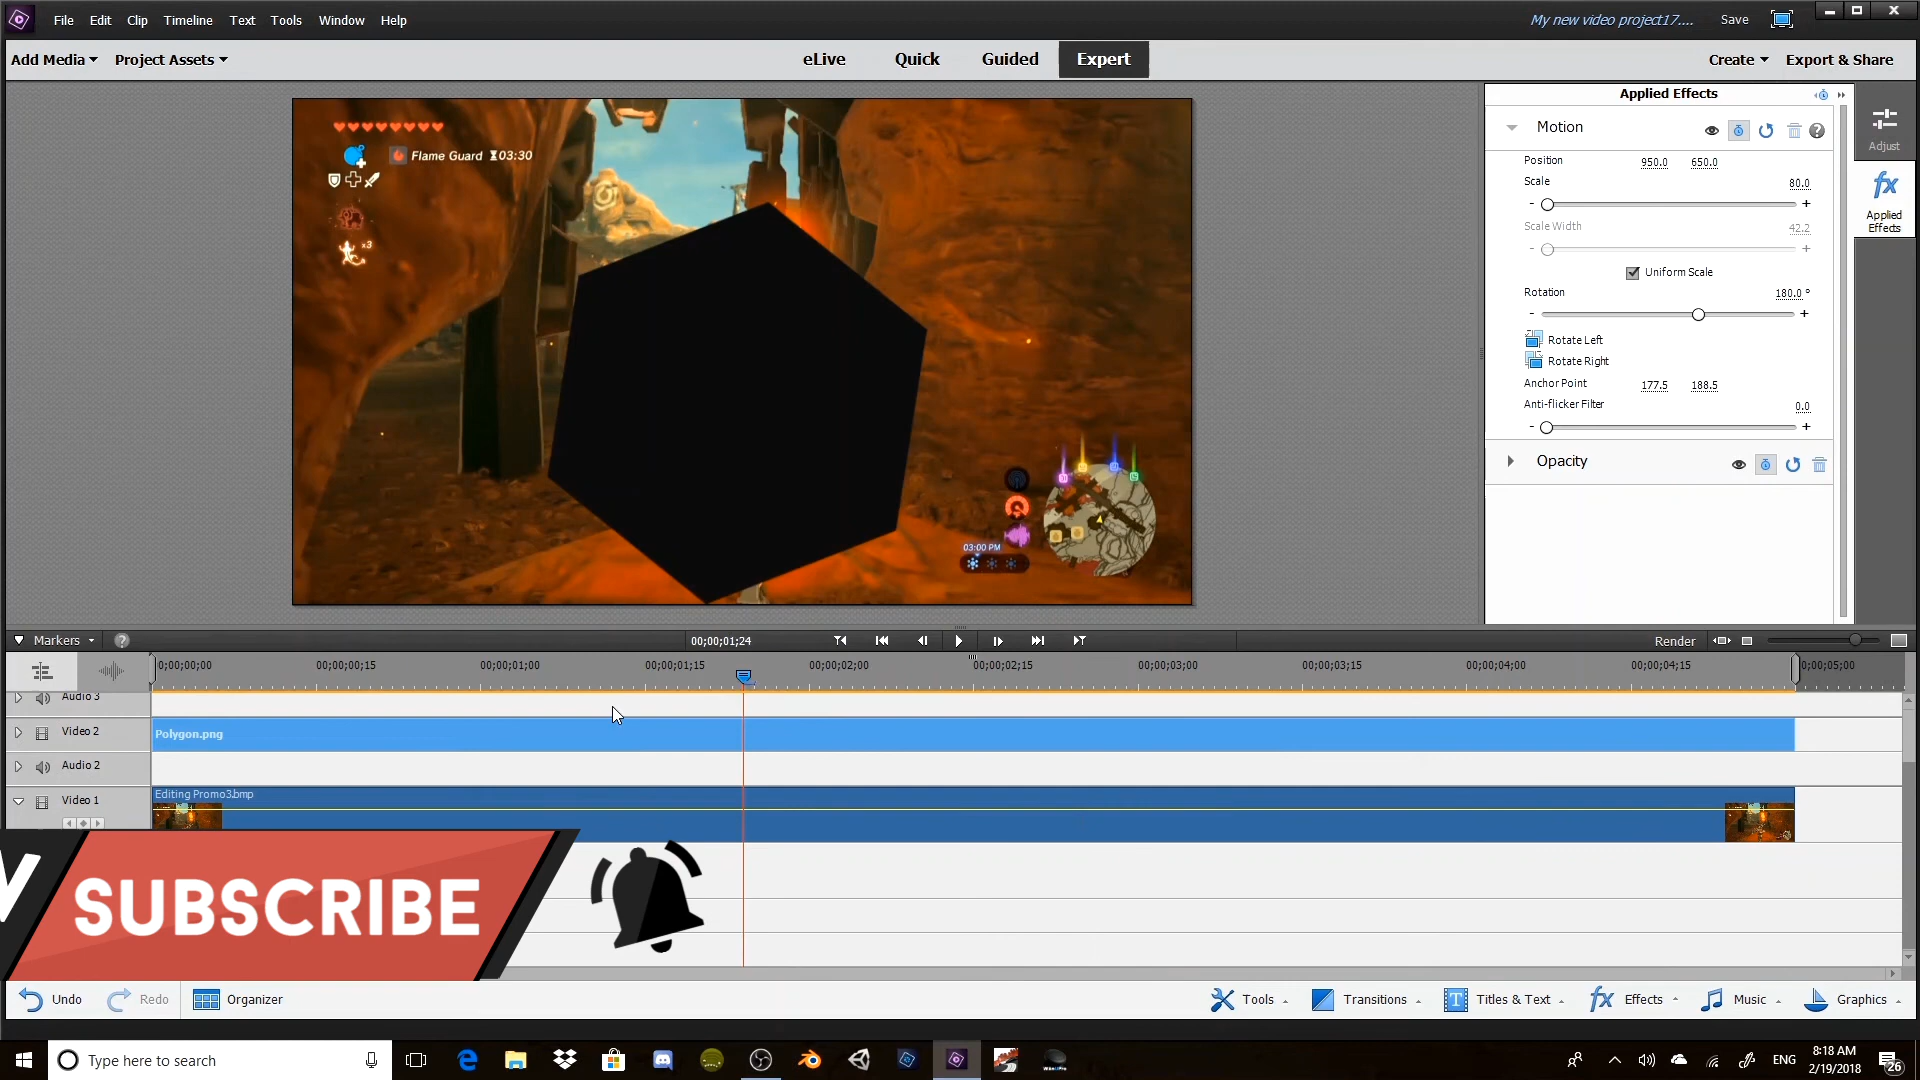 File Edit Clip Timeline Text Tools Window Help
My new video project17.... Save
Add Media Project Assets
eLive Quick Guided Expert
Create Export & Share
Applied Effects
Motion
Position 950.0 650.0
Scale 80.0
- +
Scale Width 42.2
- +
Uniform Scale
Rotation 180.0 °
- +
Rotate Left
Rotate Right
Anchor Point 177.5 188.5
Anti-flicker Filter 0.0
- +
Opacity
Adjust
fx
Applied
Effects
Flame Guard 03:30
x3
03:00 PM
Markers
00;00;01;24
Render
0;00;00;00 00;00;00;15 00;00;01;00 00;00;01;15 00;00;02;00 00;00;02;15 00;00;03;00 00;00;03;15 00;00;04;00 00;00;04;15 0;00;05;00
Audio 3
Video 2
Polygon.png
Audio 2
Video 1
Editing Promo3.bmp
SUBSCRIBE
Undo Redo Organizer
Tools Transitions T Titles & Text fx Effects Music Graphics
Type here to search
ENG
8:18 AM
2/19/2018
26